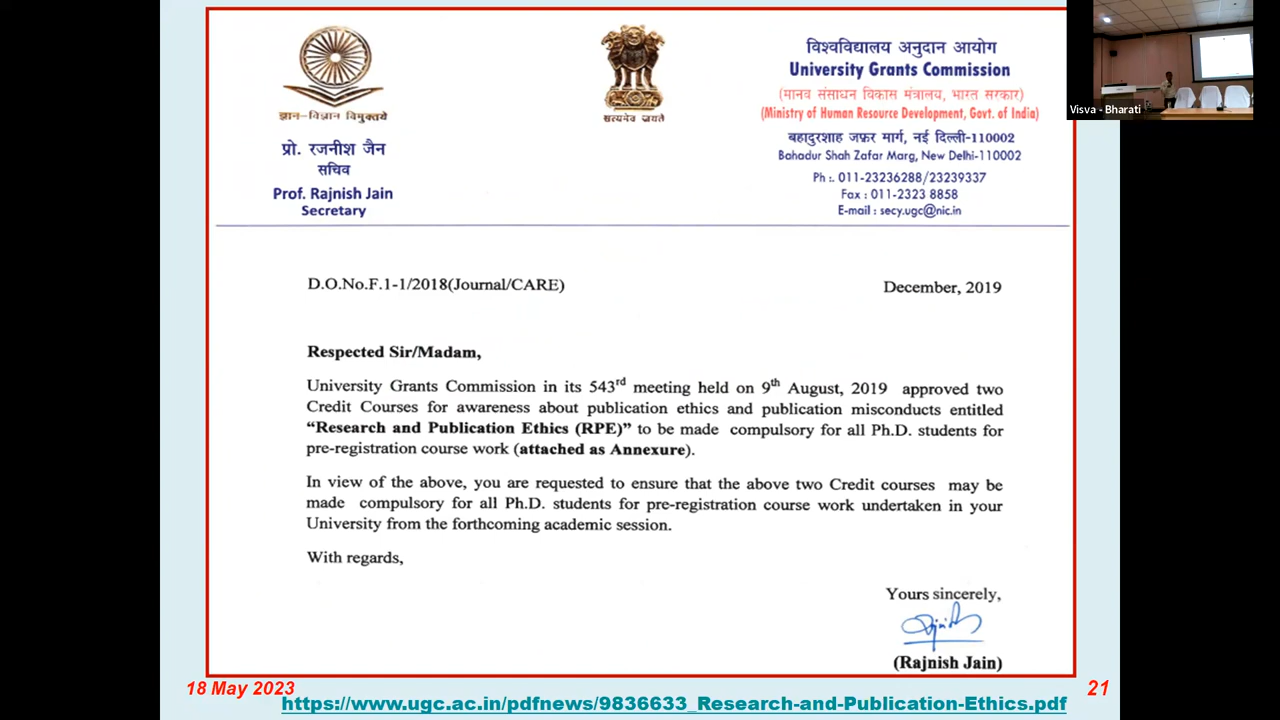 ज्ञान-विज्ञान विमुक्तये
प्रो. रजनीश जैन
सचिव
Prof. Rajnish Jain
Secretary
सत्यमेव जयते
विश्वविद्यालय अनुदान आयोग
University Grants Commission
(मानव संसाधन विकास मंत्रालय, भारत सरकार)
(Ministry of Human Resource Development, Govt. of India)
बहादुरशाह ज़फ़र मार्ग, नई दिल्ली-110002
Bahadur Shah Zafar Marg, New Delhi-110002
Ph :. 011-23236288/23239337
Fax : 011-2323 8858
E-mail : secy.ugc@nic.in
Visva - Bharati
D.O.No.F.1-1/2018(Journal/CARE)
December, 2019
Respected Sir/Madam,
University Grants Commission in its 543rd meeting held on 9th August, 2019 approved two
Credit Courses for awareness about publication ethics and publication misconducts entitled
“Research and Publication Ethics (RPE)” to be made compulsory for all Ph.D. students for
pre-registration course work (attached as Annexure).
In view of the above, you are requested to ensure that the above two Credit courses may be
made compulsory for all Ph.D. students for pre-registration course work undertaken in your
University from the forthcoming academic session.
With regards,
Yours sincerely,
(Rajnish Jain)
18 May 2023
https://www.ugc.ac.in/pdfnews/9836633_Research-and-Publication-Ethics.pdf
21